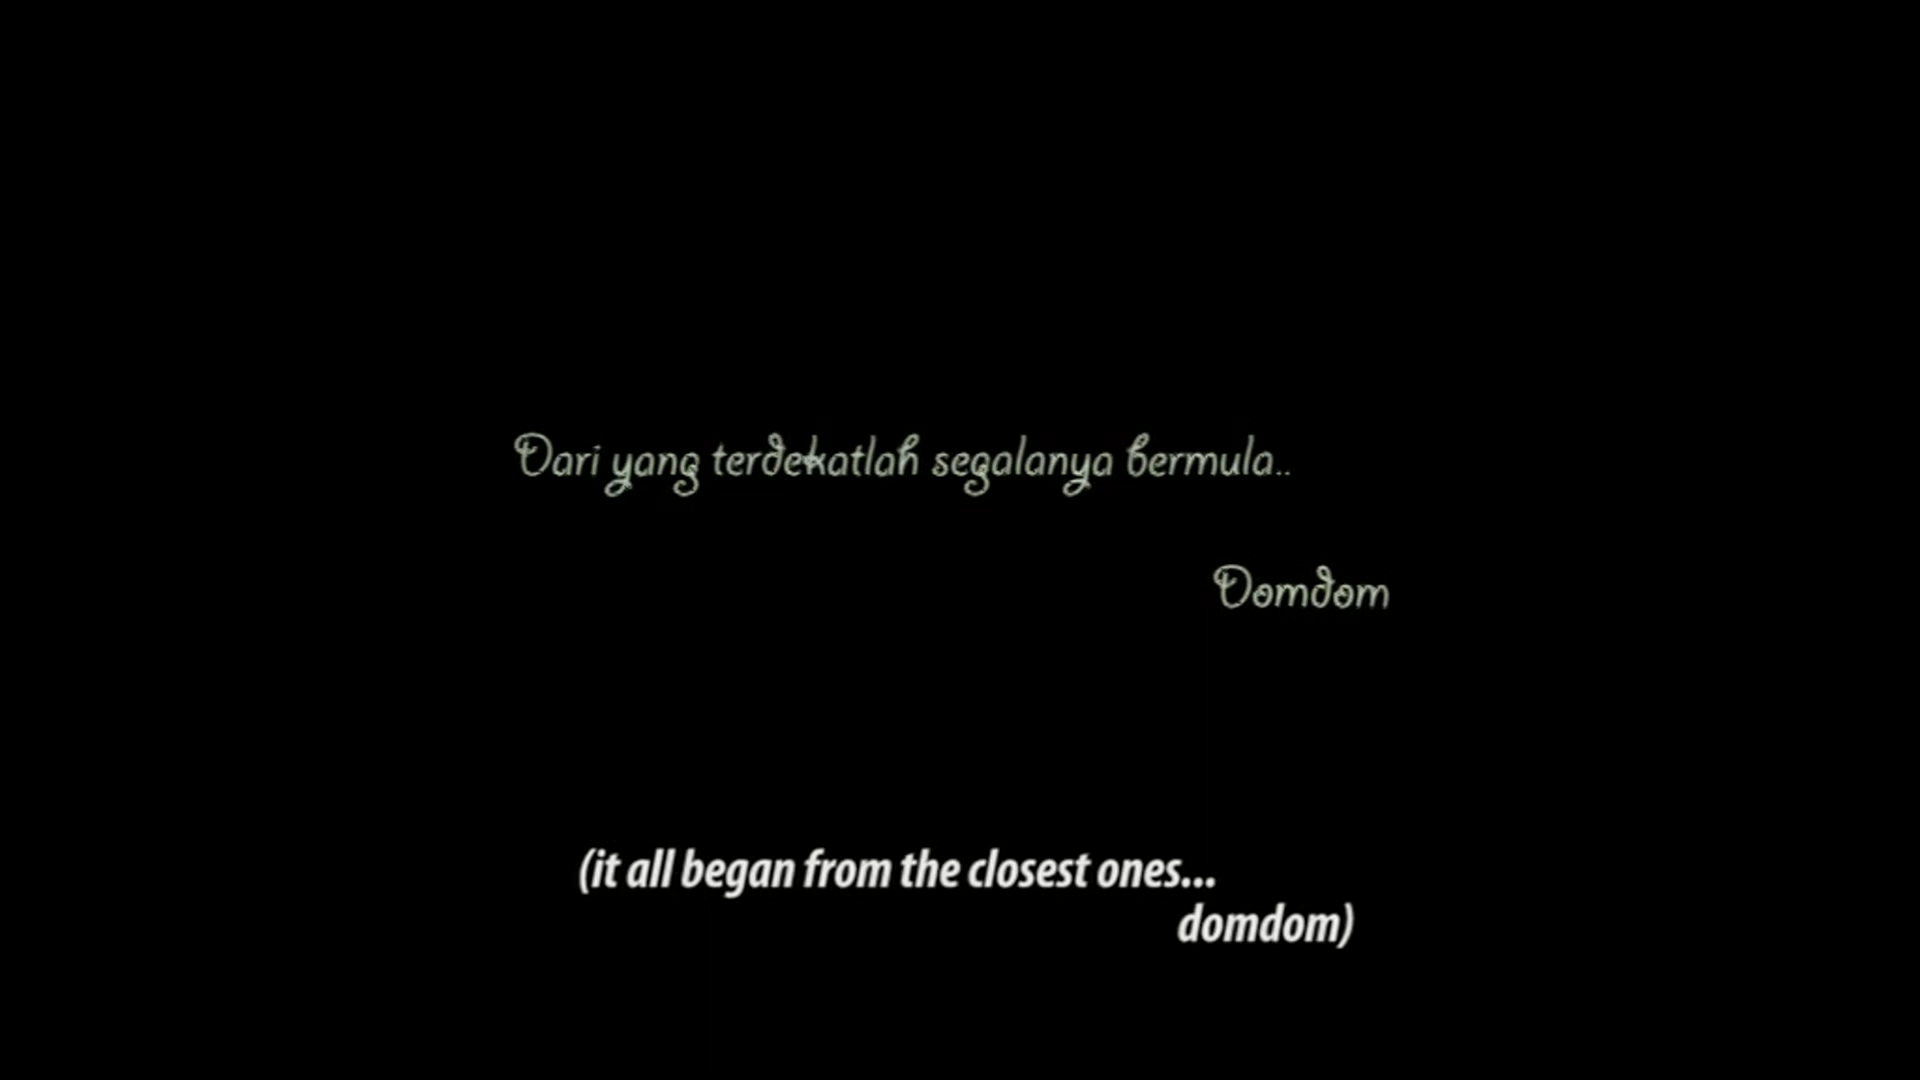 Dari yang terdekatlah segalanya bermula..
Domdom
(it all began from the closest ones...
domdom)